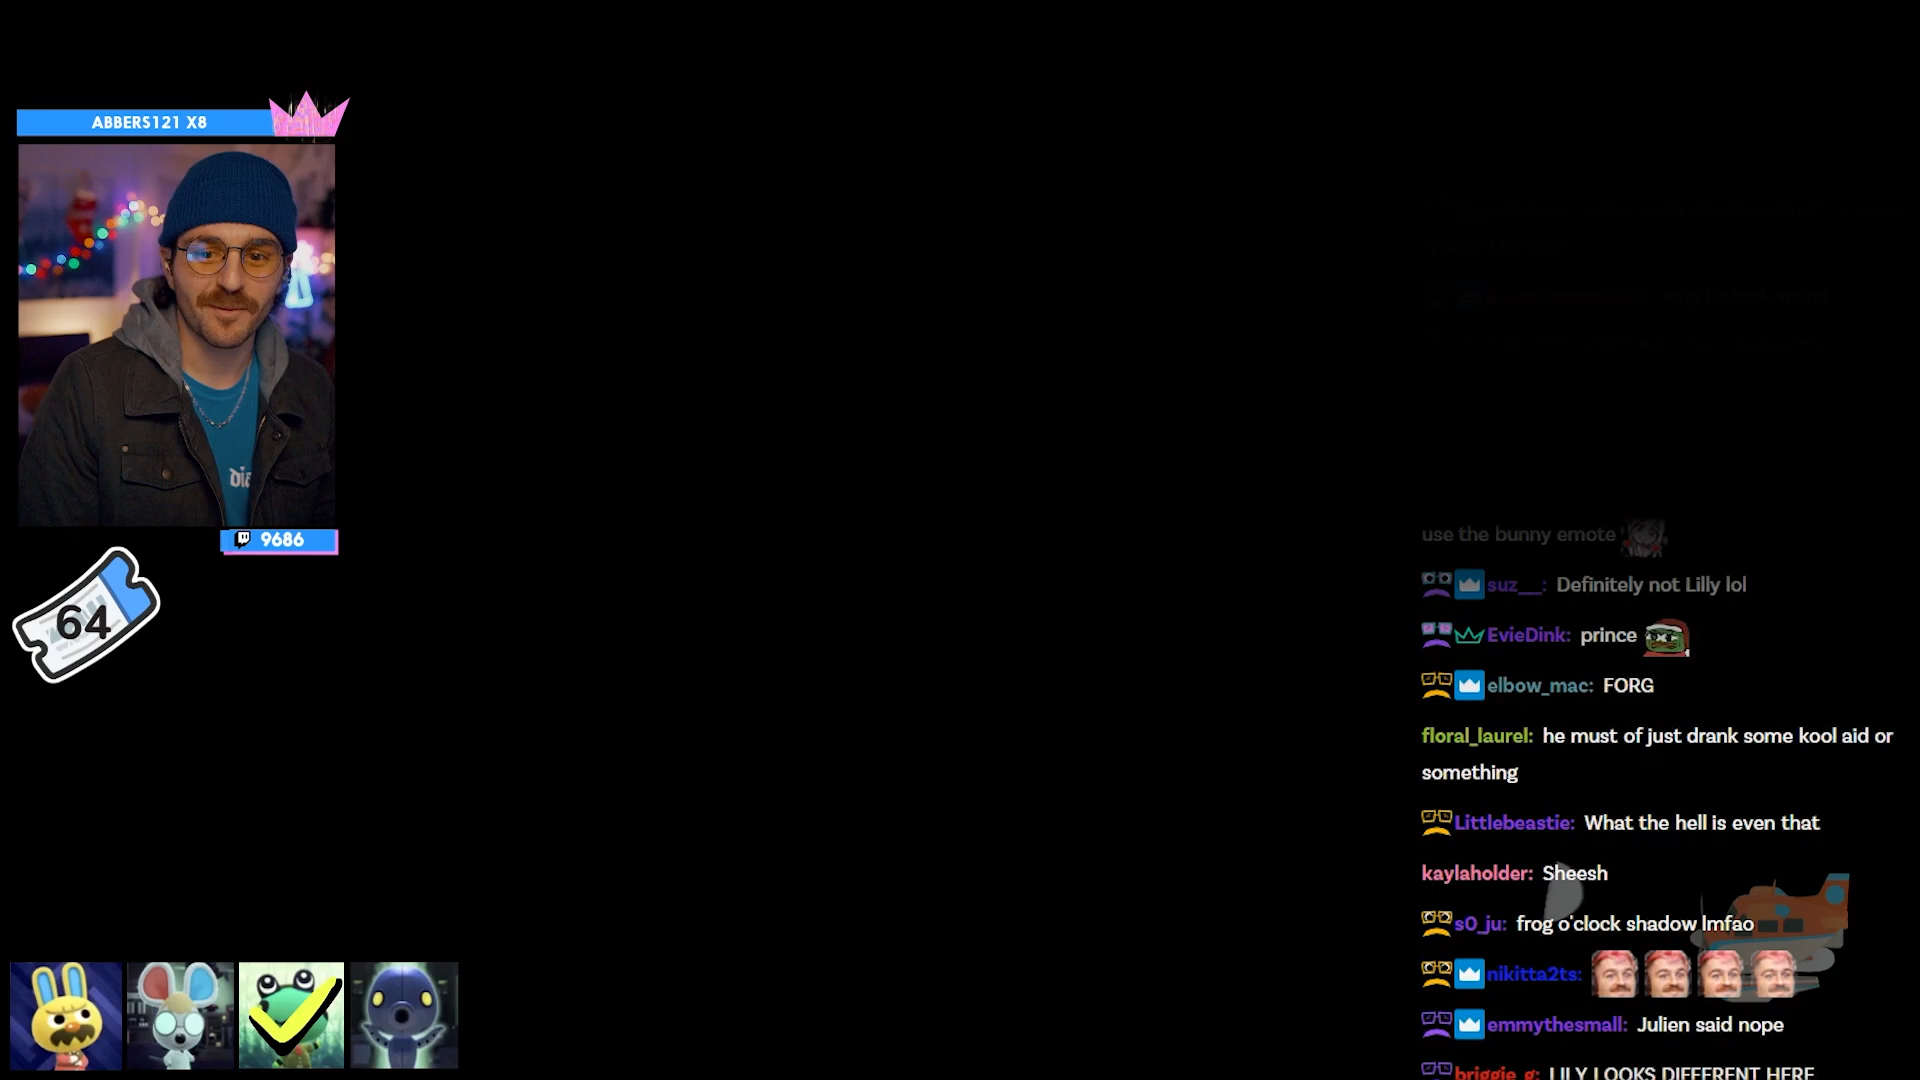 ABBERS121 X8
dia
9686
64
use the bunny emote
suz__: Definitely not Lilly lol
EvieDink: prince
elbow_mac: FORG
floral_laurel: he must of just drank some kool aid or
something
Littlebeastie: What the hell is even that
kaylaholder: Sheesh
s0_ju: frog o'clock shadow lmfao
nikitta2ts:
emmythesmall: Julien said nope
briggie_g: LILY LOOKS DIFFERENT HERE